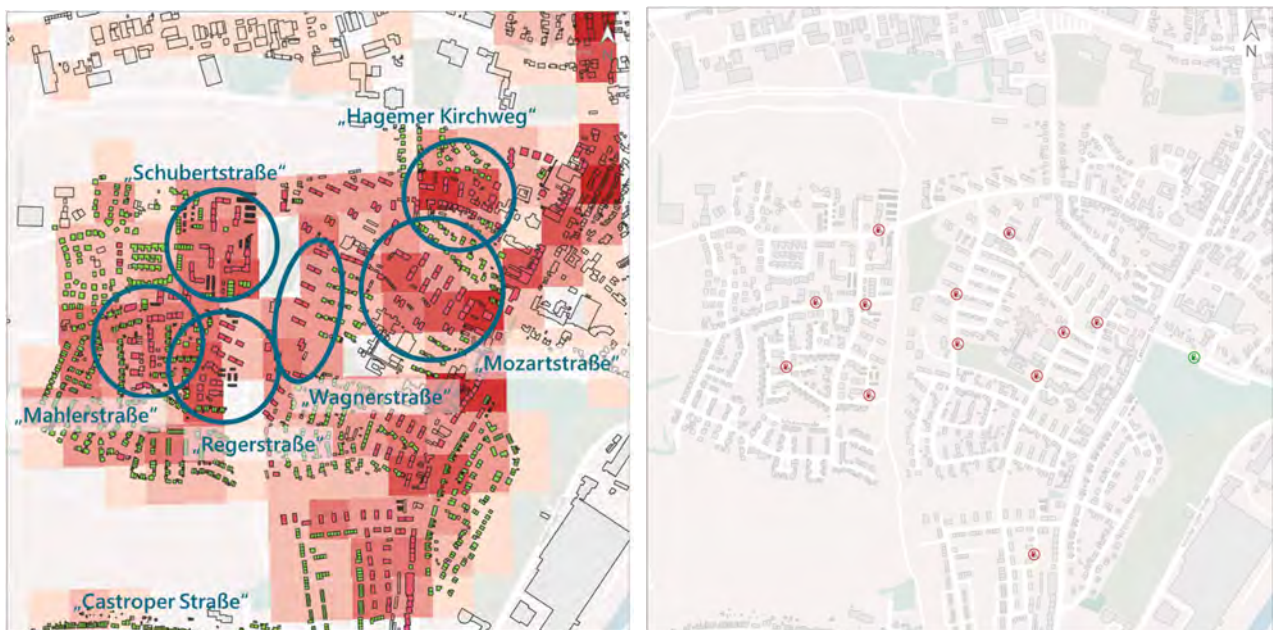 „Hagemer Kirchweg“
„Schubertstraße“
„Mozartstraße“
„Wagnerstraße“
„Mahlerstraße“
„Regerstraße“
„Castroper Straße“
N